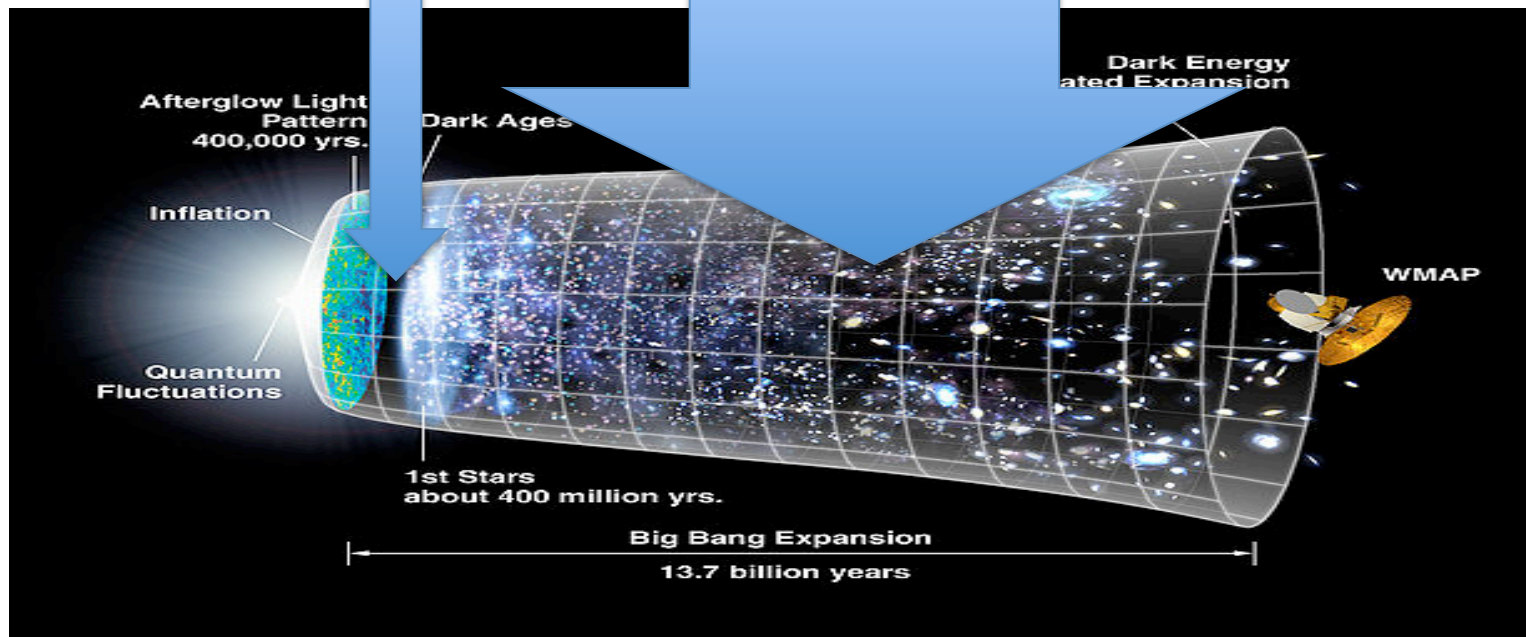 Dark Energy
ated Expansion
Afterglow Light
Pattern
400,000 yrs.
Dark Ages
Inflation
WMAP
Quantum
Fluctuations
1st Stars
about 400 million yrs.
Big Bang Expansion
13.7 billion years